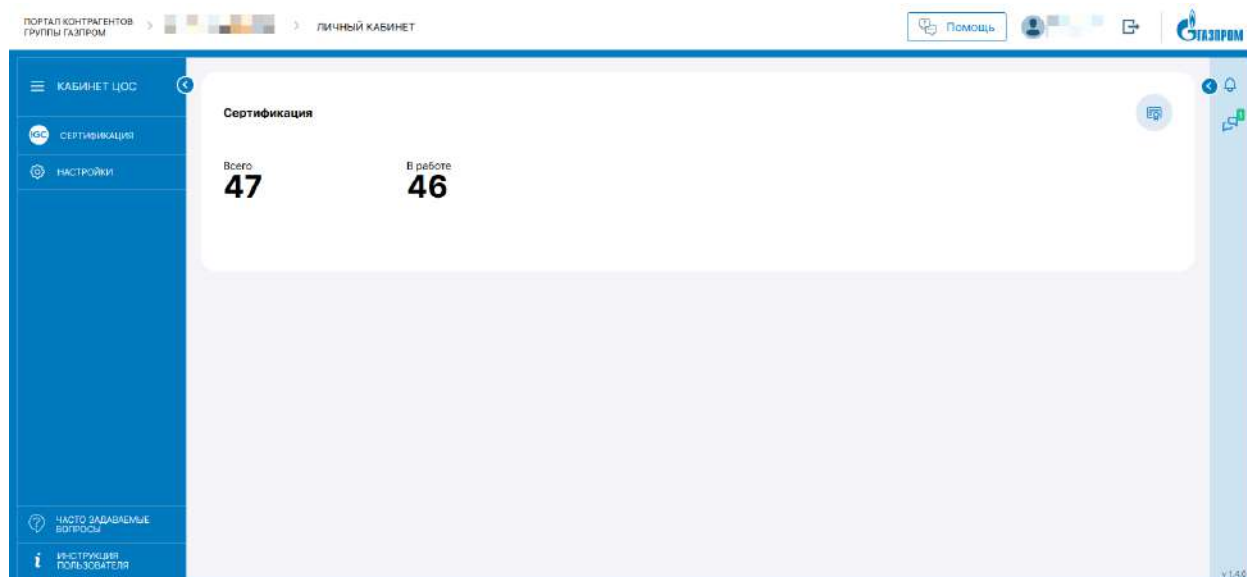 ПОРТАЛ КОНТРАГЕНТОВ
ГРУППЫ ГАЗПРОМ
ЛИЧНЫЙ КАБИНЕТ
Помощь
ГАЗПРОМ
КАБИНЕТ ЦОС
IGC СЕРТИФИКАЦИЯ
НАСТРОЙКИ
Сертификация
Всего
47
В работе
46
1
ЧАСТО ЗАДАВАЕМЫЕ
ВОПРОСЫ
ИНСТРУКЦИЯ
ПОЛЬЗОВАТЕЛЯ